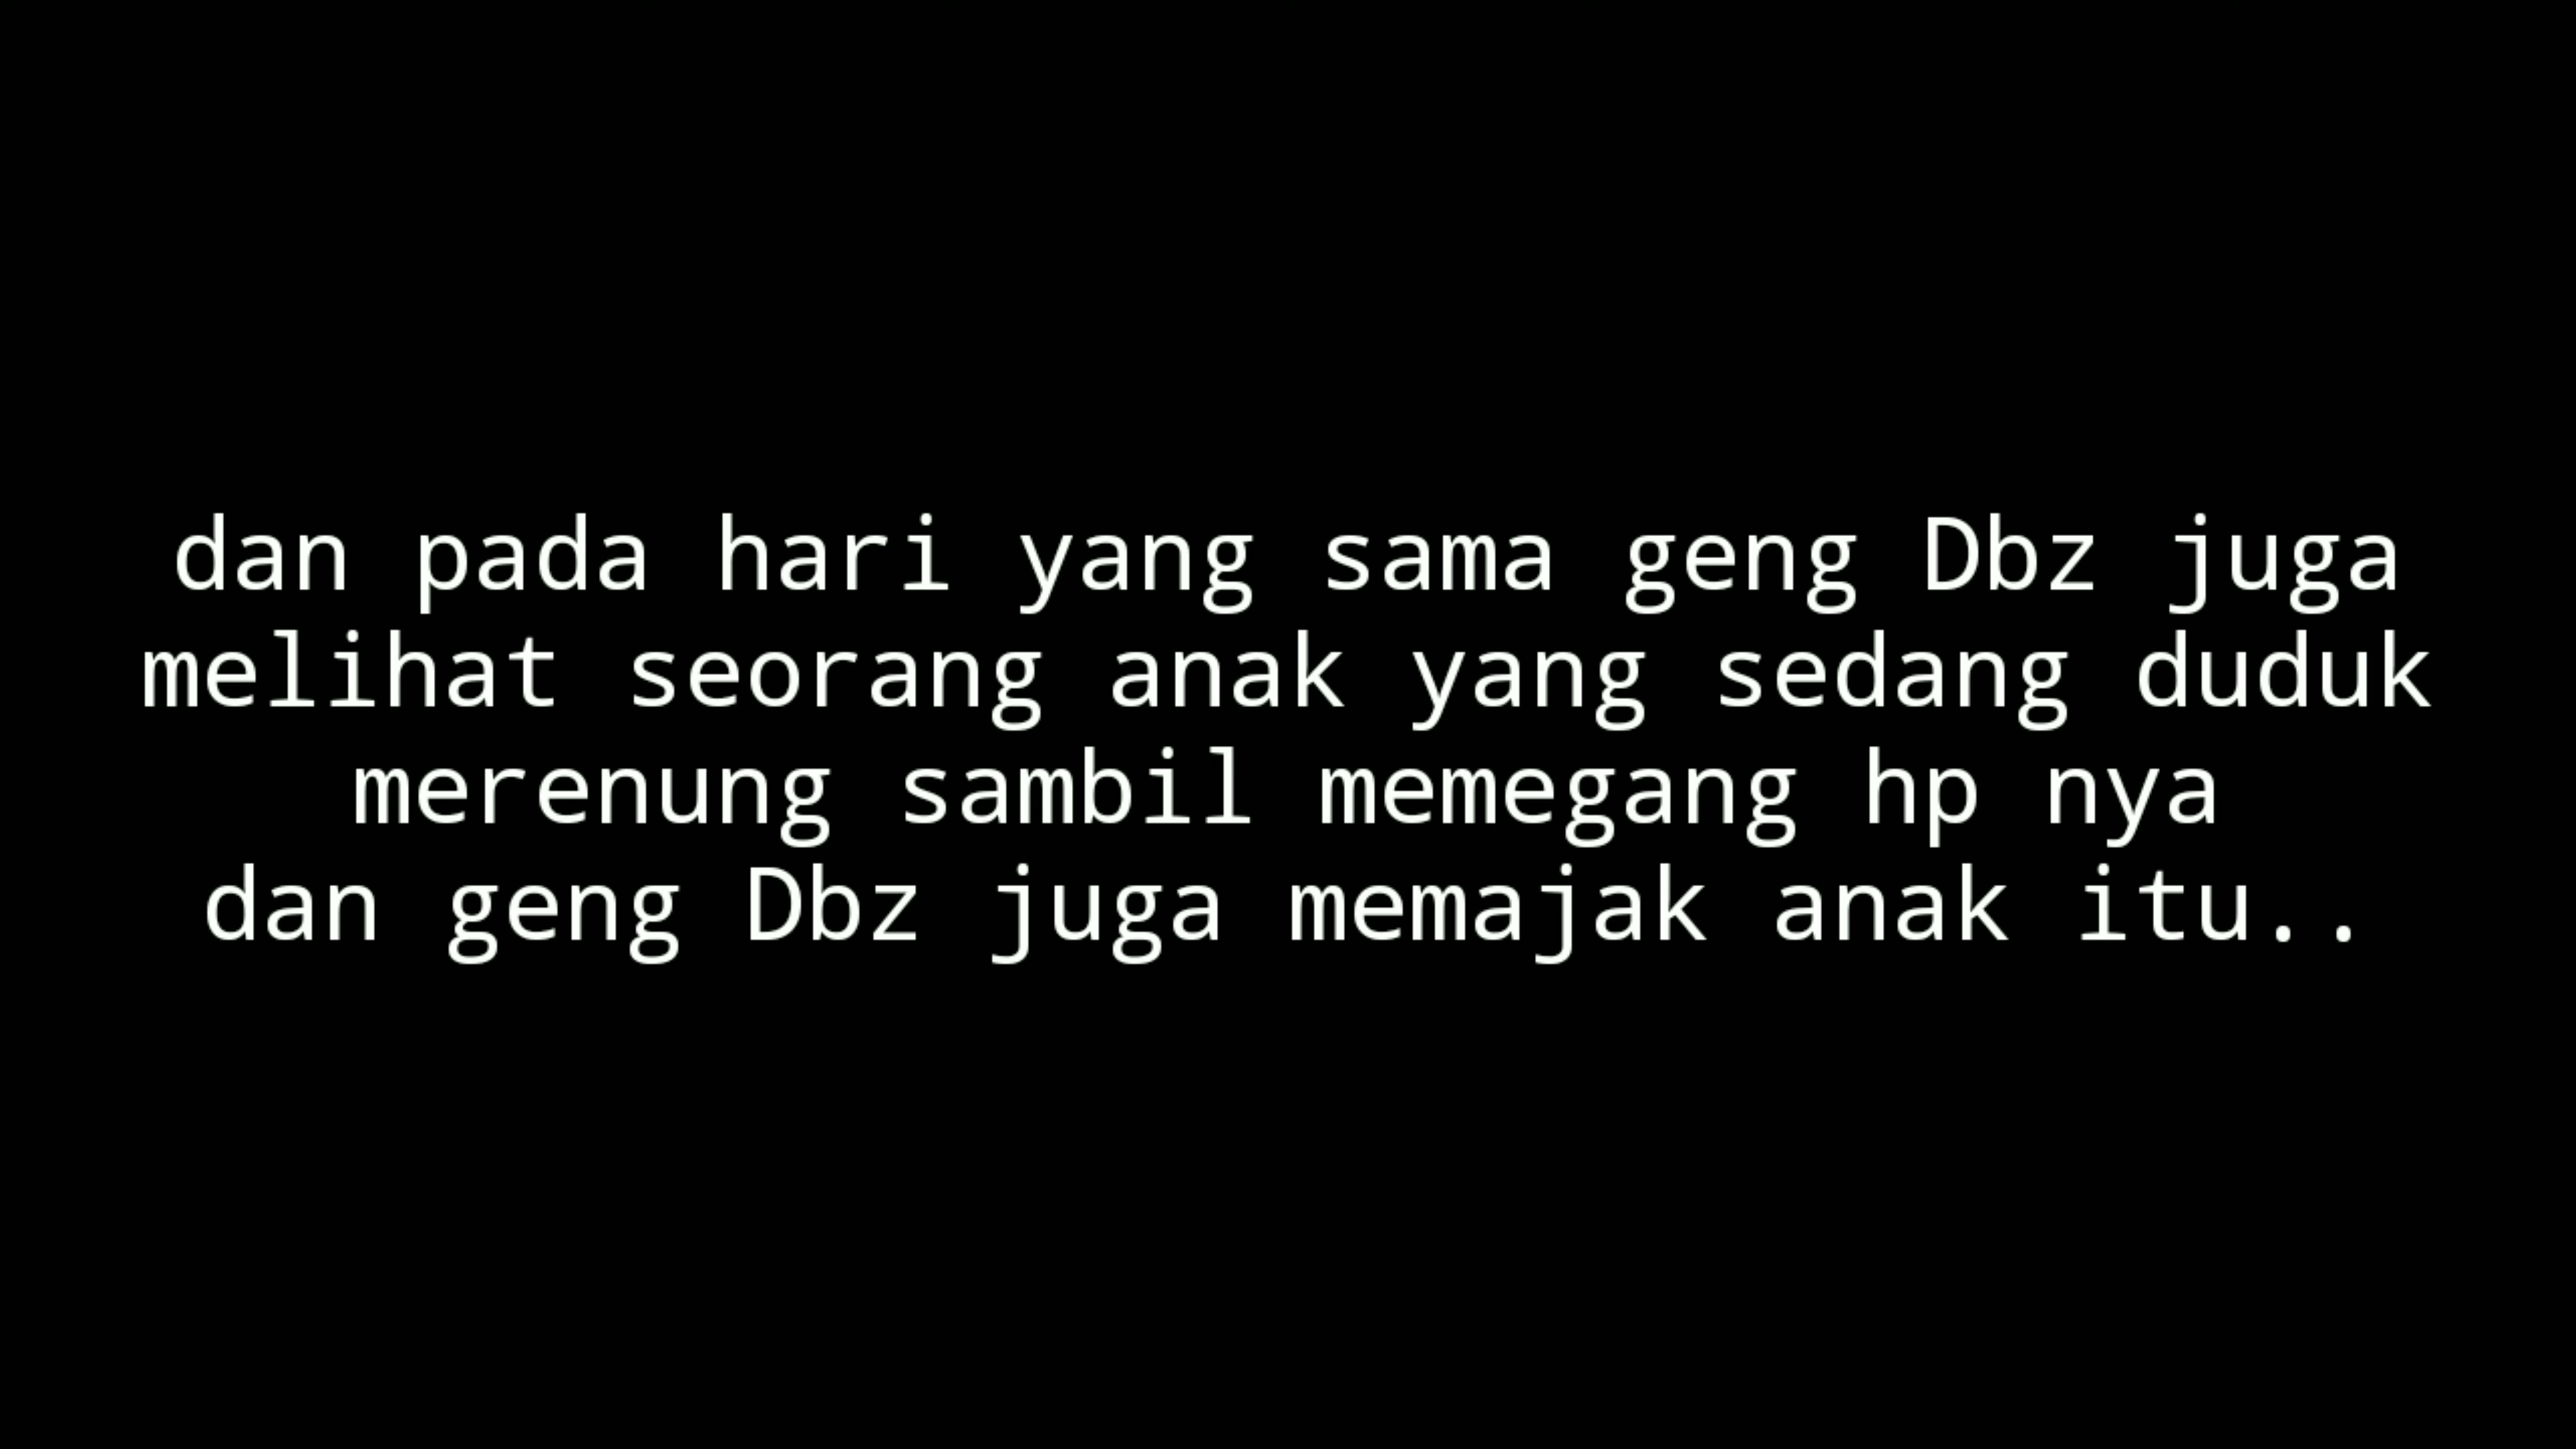 dan pada hari yang sama geng Dbz juga
melihat seorang anak yang sedang duduk
merenung sambil memegang hp nya
dan geng Dbz juga memajak anak itu..